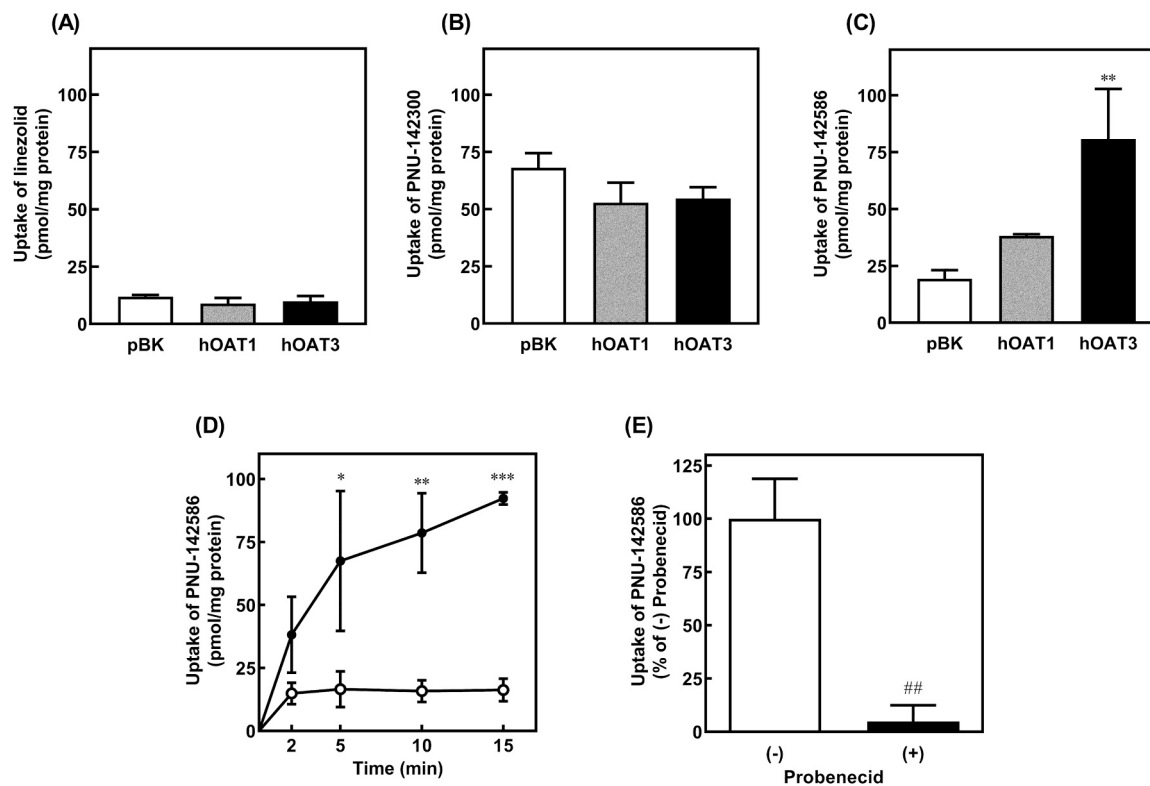 (A)
Uptake of linezolid
(pmol/mg protein)
100
75
50
25
0
pBK hOAT1 hOAT3
(B)
Uptake of PNU-142300
(pmol/mg protein)
100
75
50
25
0
pBK hOAT1 hOAT3
(C)
Uptake of PNU-142586
(pmol/mg protein)
100
75
50
25
0
**
pBK hOAT1 hOAT3
(D)
Uptake of PNU-142586
(pmol/mg protein)
100
75
50
25
0
* ** ***
2 5 10 15
Time (min)
(E)
Uptake of PNU-142586
(% of (-) Probenecid)
125
100
75
50
25
0
##
(-) (+)
Probenecid